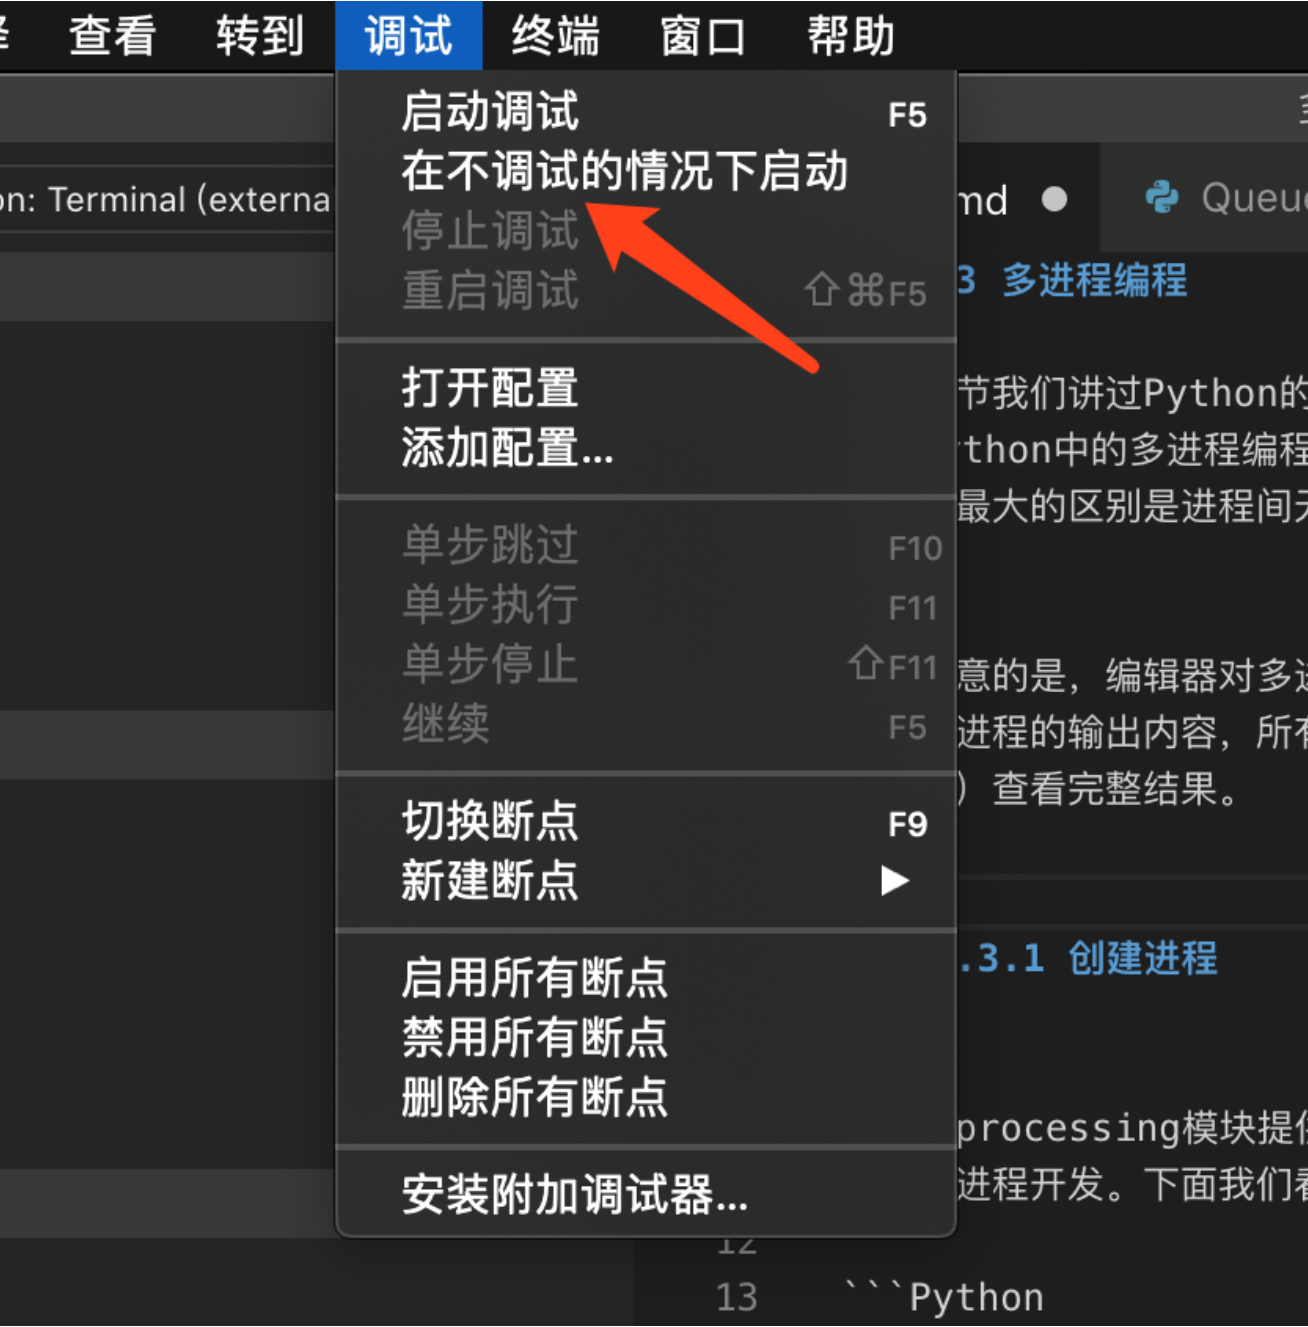 查看 转到 调试 终端 窗口 帮助
启动调试 F5
在不调试的情况下启动
停止调试
重启调试 ⇧⌘F5
打开配置
添加配置...
单步跳过 F10
单步执行 F11
单步停止 ⇧F11
继续 F5
切换断点 F9
新建断点 ▶
启用所有断点
禁用所有断点
删除所有断点
安装附加调试器...
on: Terminal (externa
md ● Queu
3 多进程编程
节我们讲过Python的
thon中的多进程编程
最大的区别是进程间
意的是，编辑器对多
进程的输出内容，所有
）查看完整结果。
.3.1 创建进程
processing模块提供
进程开发。下面我们看
12
13 ```Python